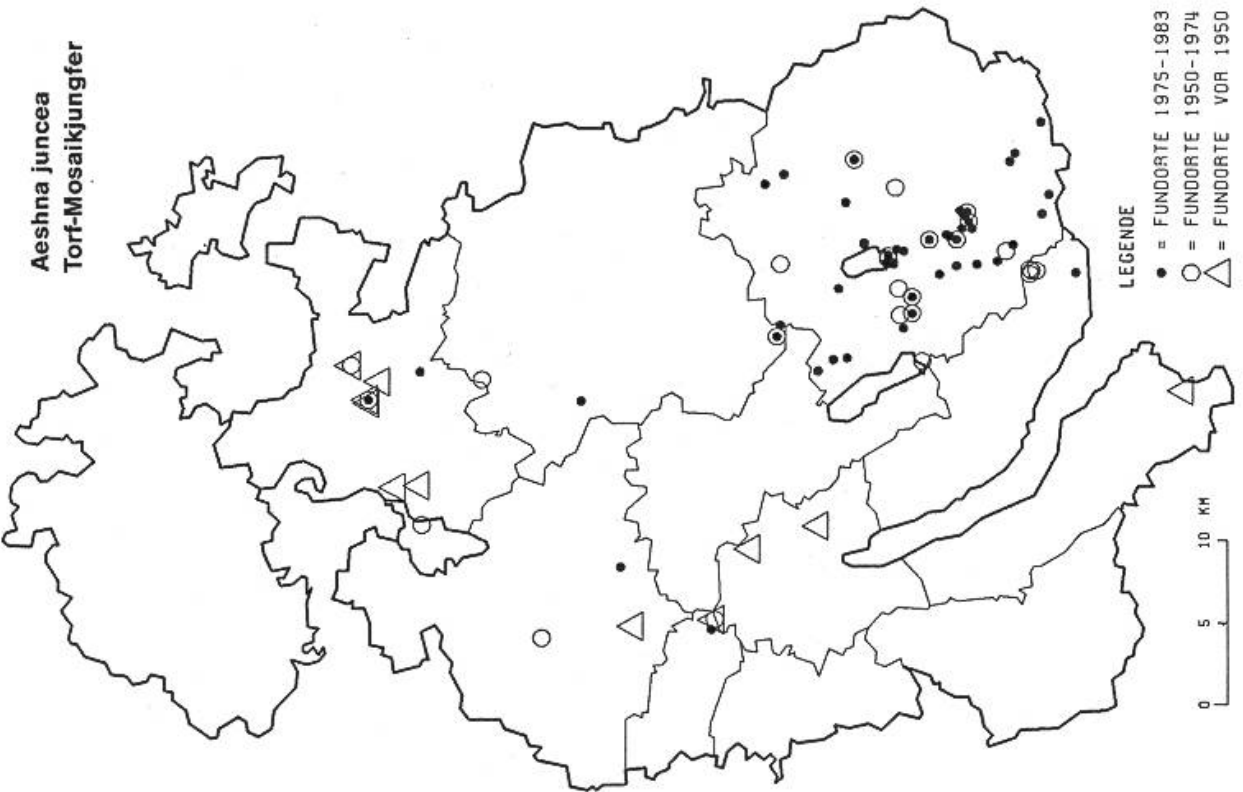 Aeshna juncea
Torf-Mosaikjungfer
LEGENDE
= FUNDORTE 1975-1983
= FUNDORTE 1950-1974
= FUNDORTE VOR 1950
0 5 10 KM